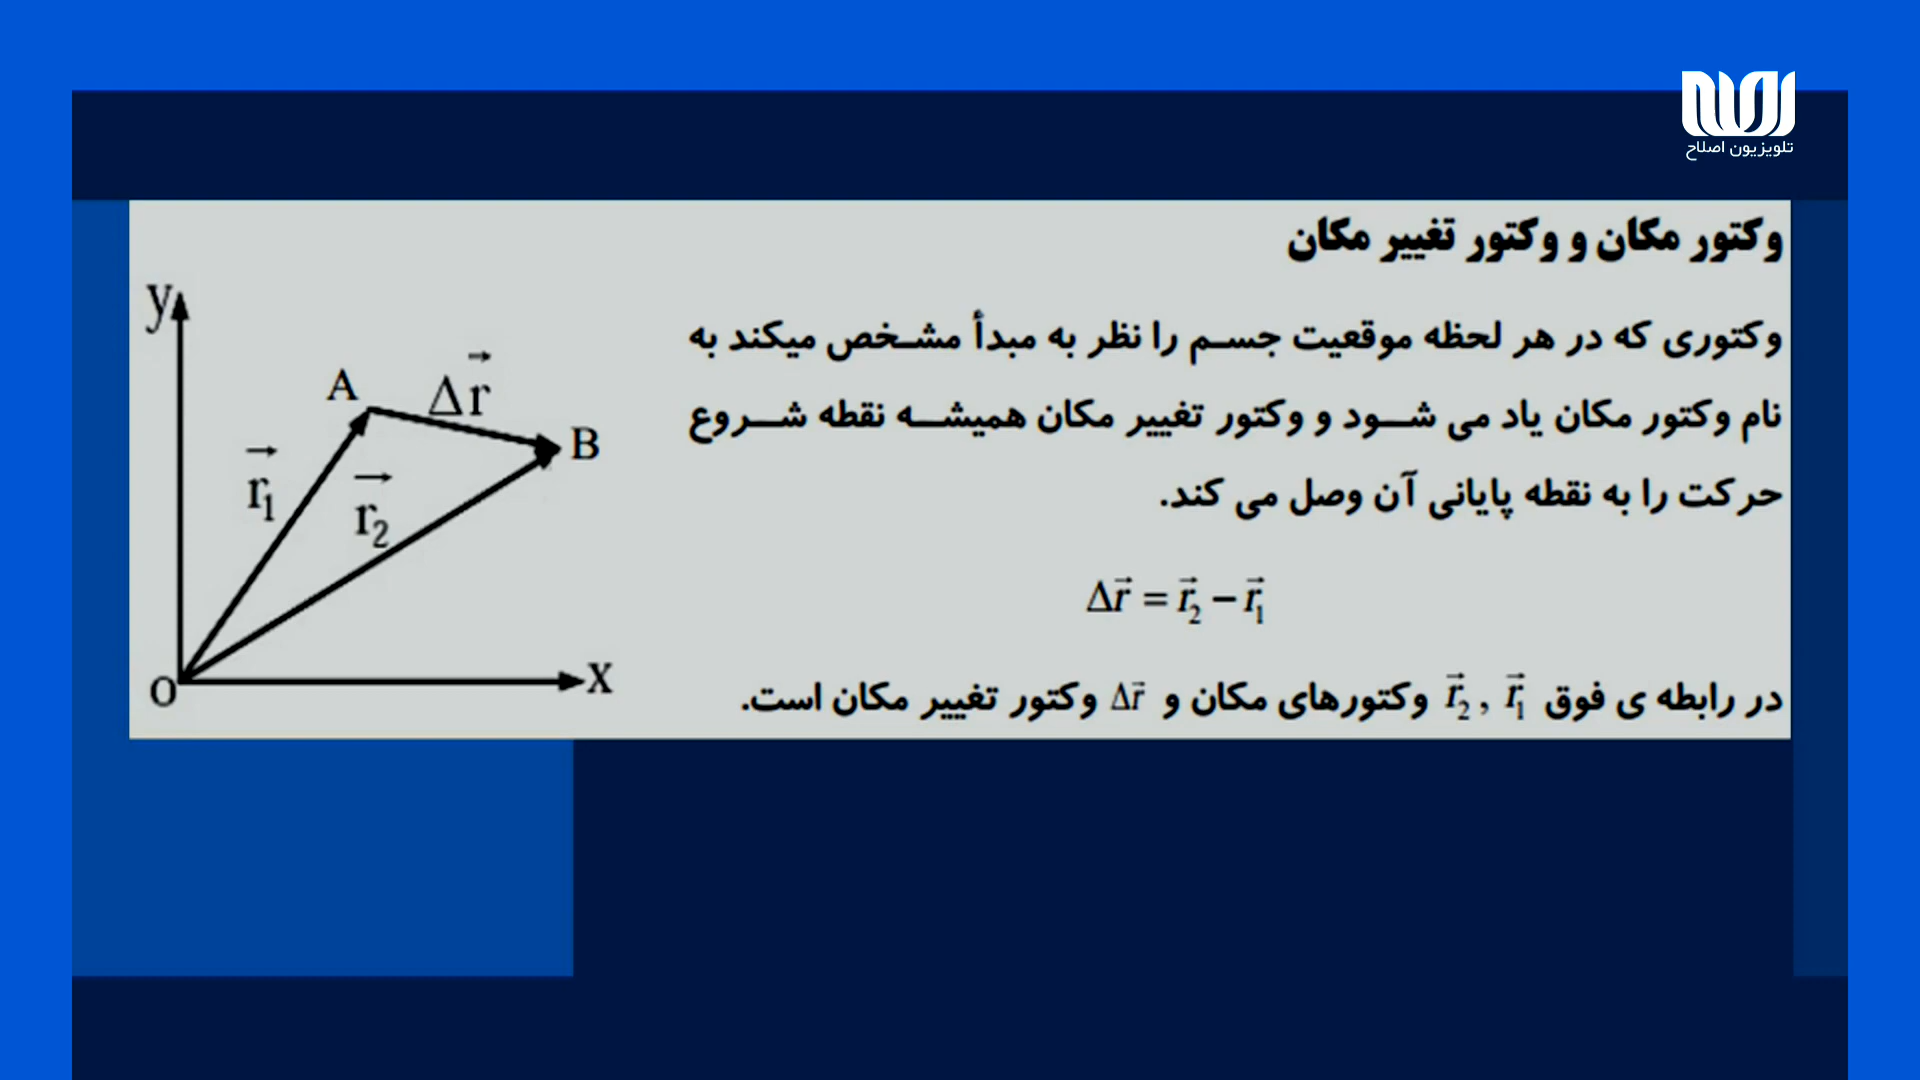 تلویزیون اصلاح
وکتور مکان و وکتور تغییر مکان
وکتوری که در هر لحظه موقعیت جسم را نظر به مبدأ مشخص میکند به
نام وکتور مکان یاد می شود و وکتور تغییر مکان همیشه نقطه شروع
حرکت را به نقطه پایانی آن وصل می کند.
Δr⃗ = r⃗₂ − r⃗₁
در رابطه ی فوق r⃗₁ , r⃗₂ وکتورهای مکان و Δr⃗ وکتور تغییر مکان است.
y
A
Δr⃗
B
r⃗₁
r⃗₂
O
x